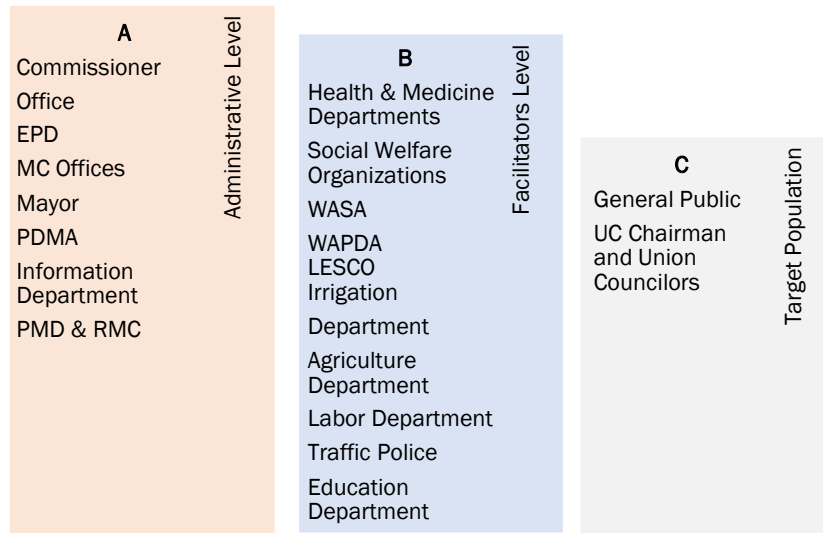 A
Administrative Level
Commissioner
Office
EPD
MC Offices
Mayor
PDMA
Information
Department
PMD & RMC
B
Facilitators Level
Health & Medicine
Departments
Social Welfare
Organizations
WASA
WAPDA
LESCO
Irrigation
Department
Agriculture
Department
Labor Department
Traffic Police
Education
Department
C
Target Population
General Public
UC Chairman
and Union
Councilors